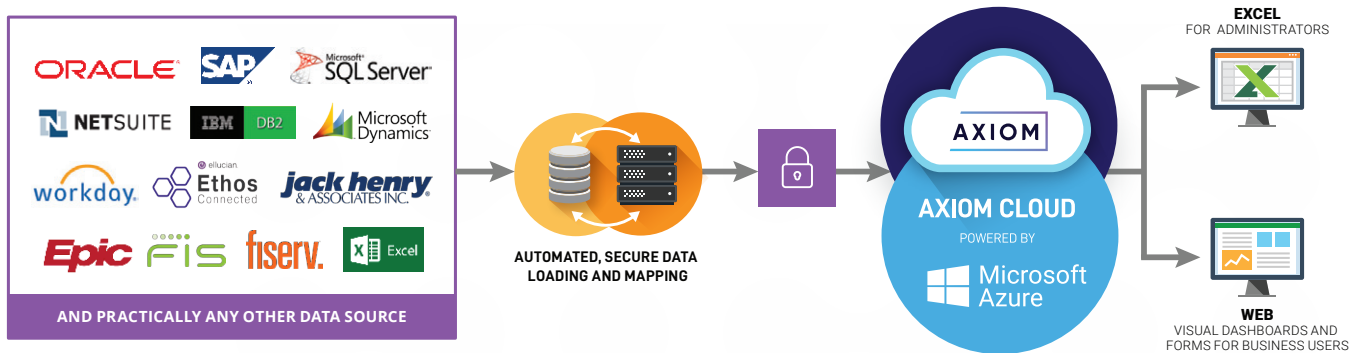 ORACLE
SAP
Microsoft®
SQL Server™
NETSUITE
IBM DB2
Microsoft
Dynamics
workday.
ellucian
Ethos
Connected
jack henry
& ASSOCIATES INC.®
Epic
FIS
fiserv.
X Excel
AND PRACTICALLY ANY OTHER DATA SOURCE
AUTOMATED, SECURE DATA
LOADING AND MAPPING
AXIOM
AXIOM CLOUD
POWERED BY
Microsoft
Azure
EXCEL
FOR ADMINISTRATORS
X
WEB
VISUAL DASHBOARDS AND
FORMS FOR BUSINESS USERS